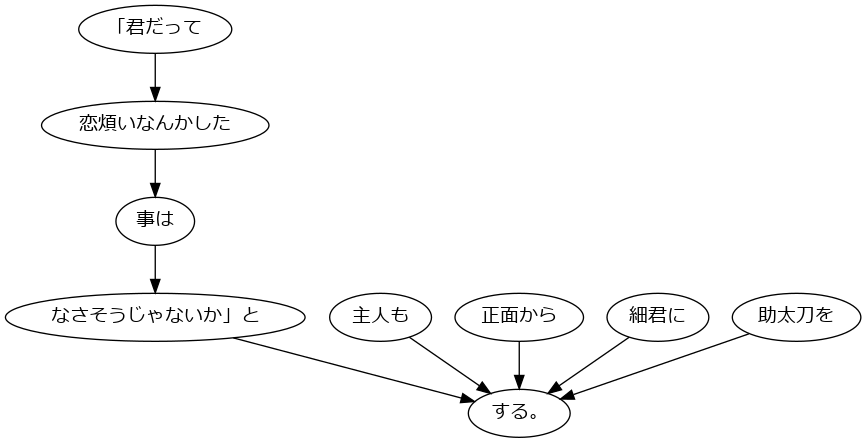 「君だって
恋煩いなんかした
事は
なさそうじゃないか」と
主人も
正面から
細君に
助太刀を
する。